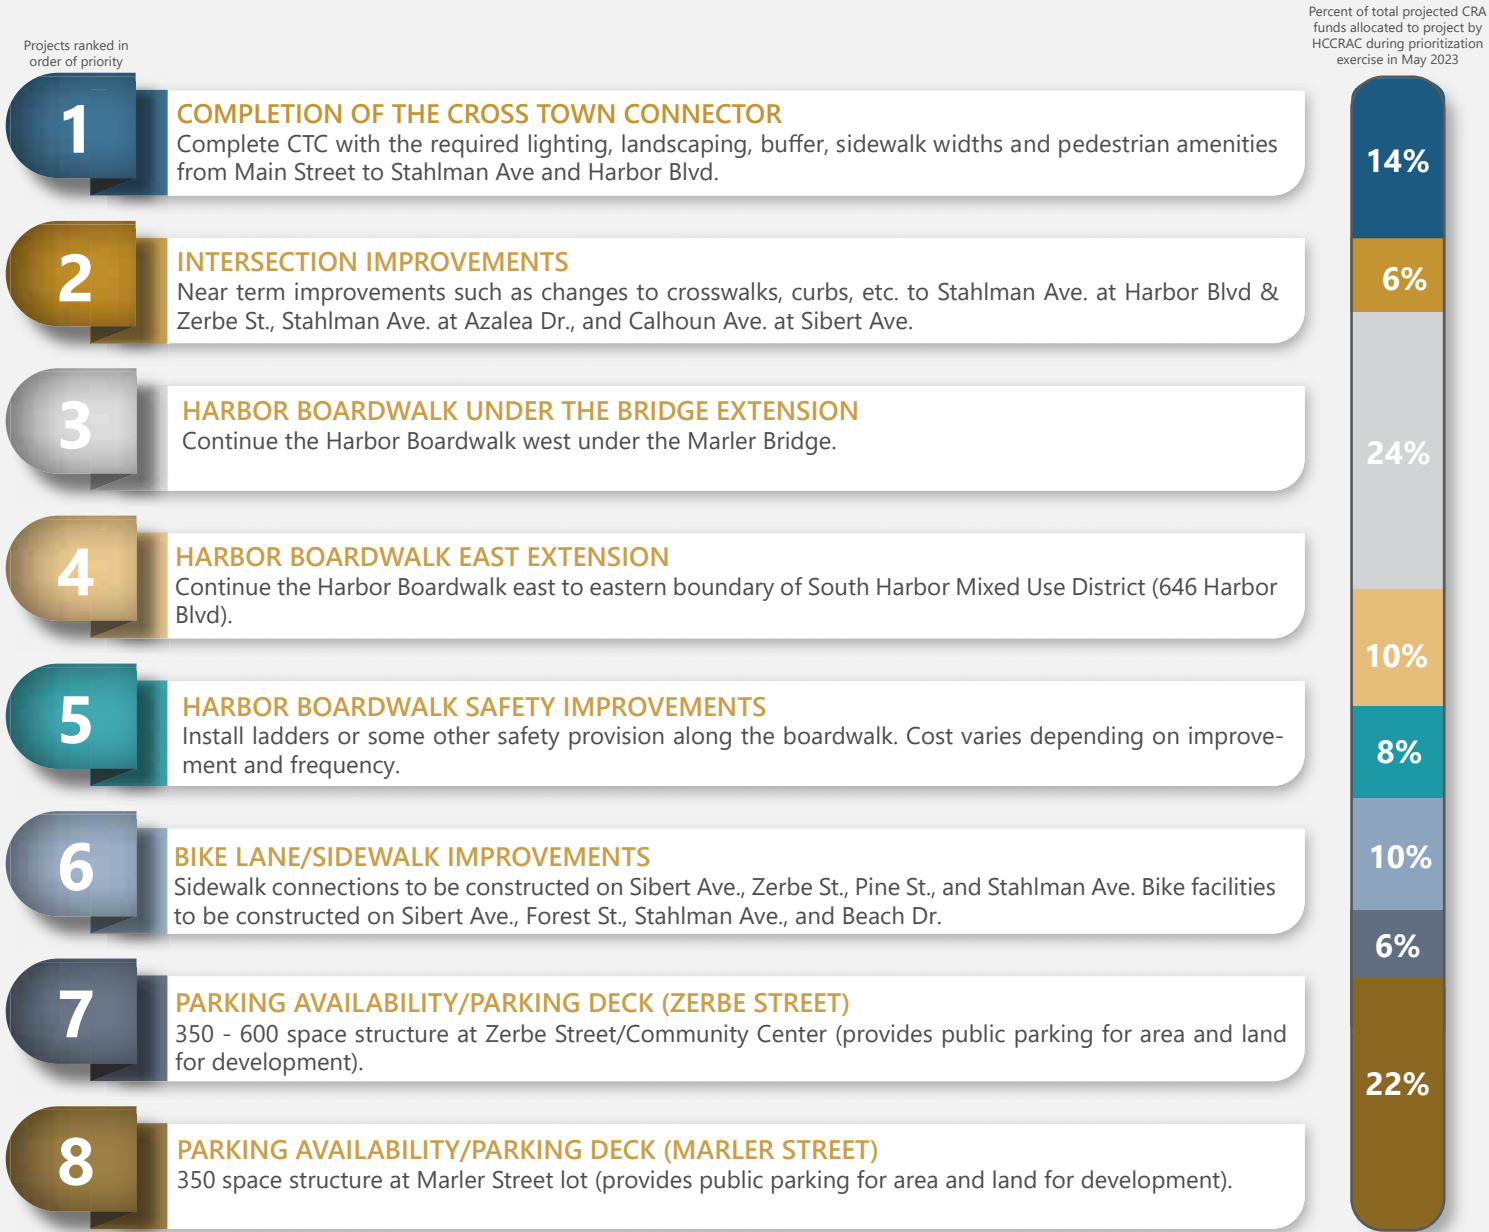 Projects ranked in
order of priority
Percent of total projected CRA
funds allocated to project by
HCCRAC during prioritization
exercise in May 2023
1
COMPLETION OF THE CROSS TOWN CONNECTOR
Complete CTC with the required lighting, landscaping, buffer, sidewalk widths and pedestrian amenities
from Main Street to Stahlman Ave and Harbor Blvd.
14%
2
INTERSECTION IMPROVEMENTS
Near term improvements such as changes to crosswalks, curbs, etc. to Stahlman Ave. at Harbor Blvd &
Zerbe St., Stahlman Ave. at Azalea Dr., and Calhoun Ave. at Sibert Ave.
6%
3
HARBOR BOARDWALK UNDER THE BRIDGE EXTENSION
Continue the Harbor Boardwalk west under the Marler Bridge.
24%
4
HARBOR BOARDWALK EAST EXTENSION
Continue the Harbor Boardwalk east to eastern boundary of South Harbor Mixed Use District (646 Harbor
Blvd).
10%
5
HARBOR BOARDWALK SAFETY IMPROVEMENTS
Install ladders or some other safety provision along the boardwalk. Cost varies depending on improve-
ment and frequency.
8%
6
BIKE LANE/SIDEWALK IMPROVEMENTS
Sidewalk connections to be constructed on Sibert Ave., Zerbe St., Pine St., and Stahlman Ave. Bike facilities
to be constructed on Sibert Ave., Forest St., Stahlman Ave., and Beach Dr.
10%
7
PARKING AVAILABILITY/PARKING DECK (ZERBE STREET)
350 - 600 space structure at Zerbe Street/Community Center (provides public parking for area and land
for development).
6%
8
PARKING AVAILABILITY/PARKING DECK (MARLER STREET)
350 space structure at Marler Street lot (provides public parking for area and land for development).
22%